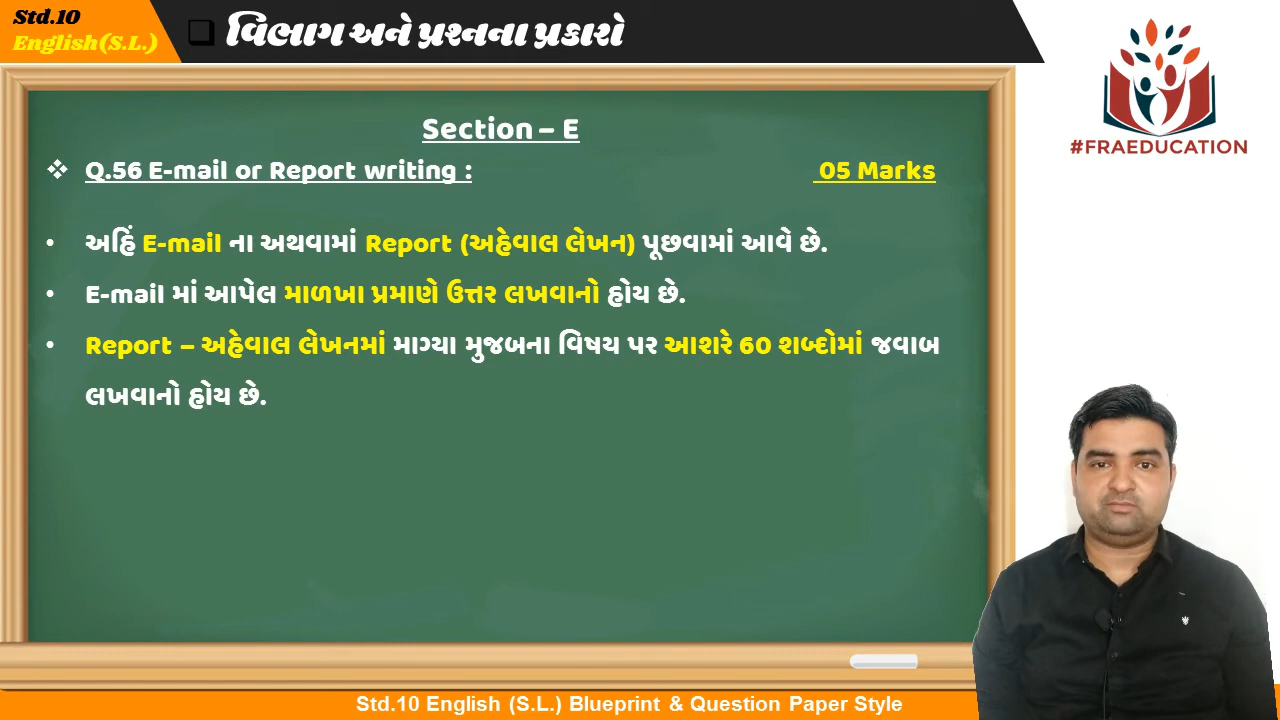 Std.10
English(S.L.)
❑ વિભાગ અને પ્રશ્નના પ્રકારો
#FRAEDUCATION
Section – E
❖ Q.56 E-mail or Report writing : 05 Marks
• અહિં E-mail ના અથવામાં Report (અહેવાલ લેખન) પૂછવામાં આવે છે.
• E-mail માં આપેલ માળખા પ્રમાણે ઉત્તર લખવાનો હોય છે.
• Report – અહેવાલ લેખનમાં માગ્યા મુજબના વિષય પર આશરે 60 શબ્દોમાં જવાબ
લખવાનો હોય છે.
Std.10 English (S.L.) Blueprint & Question Paper Style